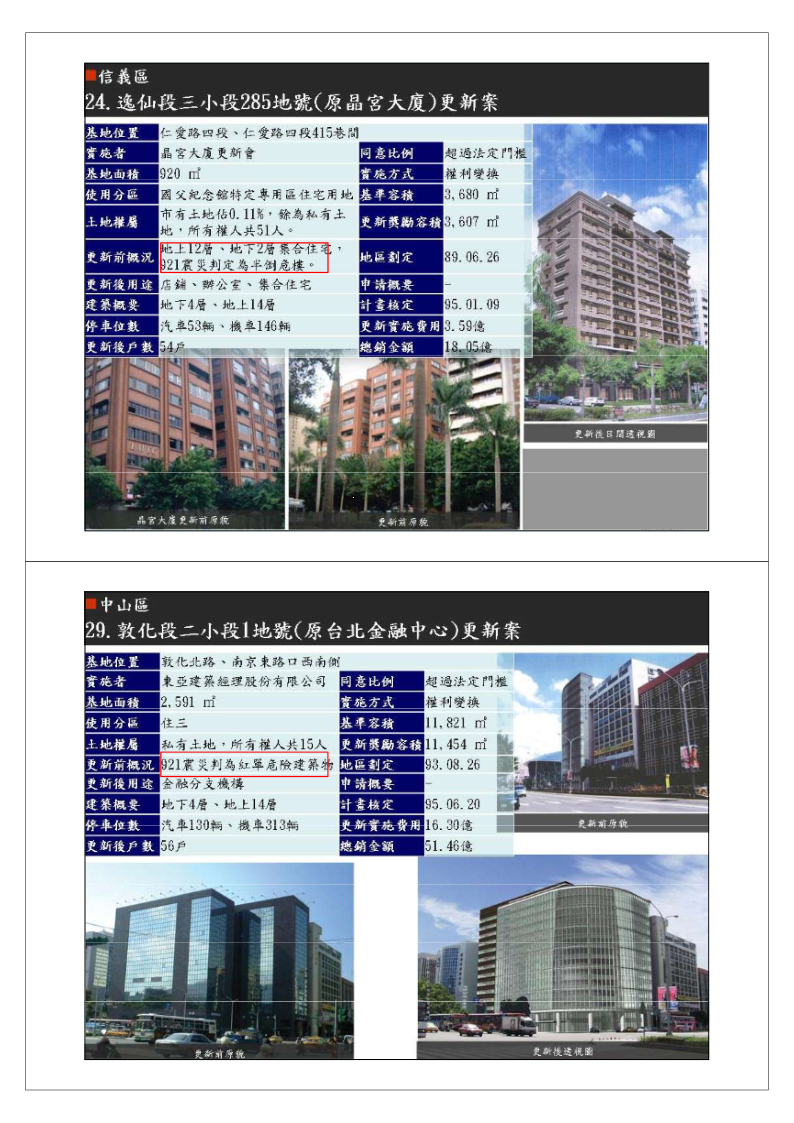 信義區
24. 逸仙段三小段285地號(原晶宮大廈)更新案
基地位置 仁愛路四段、仁愛路四段415巷間
實施者 晶宮大廈更新會 同意比例 超過法定門檻
基地面積 920 ㎡ 實施方式 權利變換
使用分區 國父紀念館特定專用區住宅用地 基準容積 3,680 ㎡
土地權屬 市有土地佔0.11%，餘為私有土地，所有權人共51人。 更新獎勵容積 3,607 ㎡
更新前概況 地上12層、地下2層集合住宅，921震災判定為半倒危樓。 地區劃定 89.06.26
更新後用途 店鋪、辦公室、集合住宅 申請概要 -
建築概要 地下4層、地上14層 計畫核定 95.01.09
停車位數 汽車53輛、機車146輛 更新實施費用 3.59億
更新後戶數 54戶 總銷金額 18.05億
更新後日間透視圖
晶宮大廈更新前原貌
更新前原貌
中山區
29. 敦化段二小段1地號(原台北金融中心)更新案
基地位置 敦化北路、南京東路口西南側
實施者 東亞建築經理股份有限公司 同意比例 超過法定門檻
基地面積 2,591 ㎡ 實施方式 權利變換
使用分區 住三 基準容積 11,821 ㎡
土地權屬 私有土地，所有權人共15人 更新獎勵容積 11,454 ㎡
更新前概況 921震災判為紅單危險建築物 地區劃定 93.08.26
更新後用途 金融分支機構 申請概要 -
建築概要 地下4層、地上14層 計畫核定 95.06.20
停車位數 汽車130輛、機車313輛 更新實施費用 16.30億
更新後戶數 56戶 總銷金額 51.46億
更新前原貌
更新前原貌
更新後透視圖